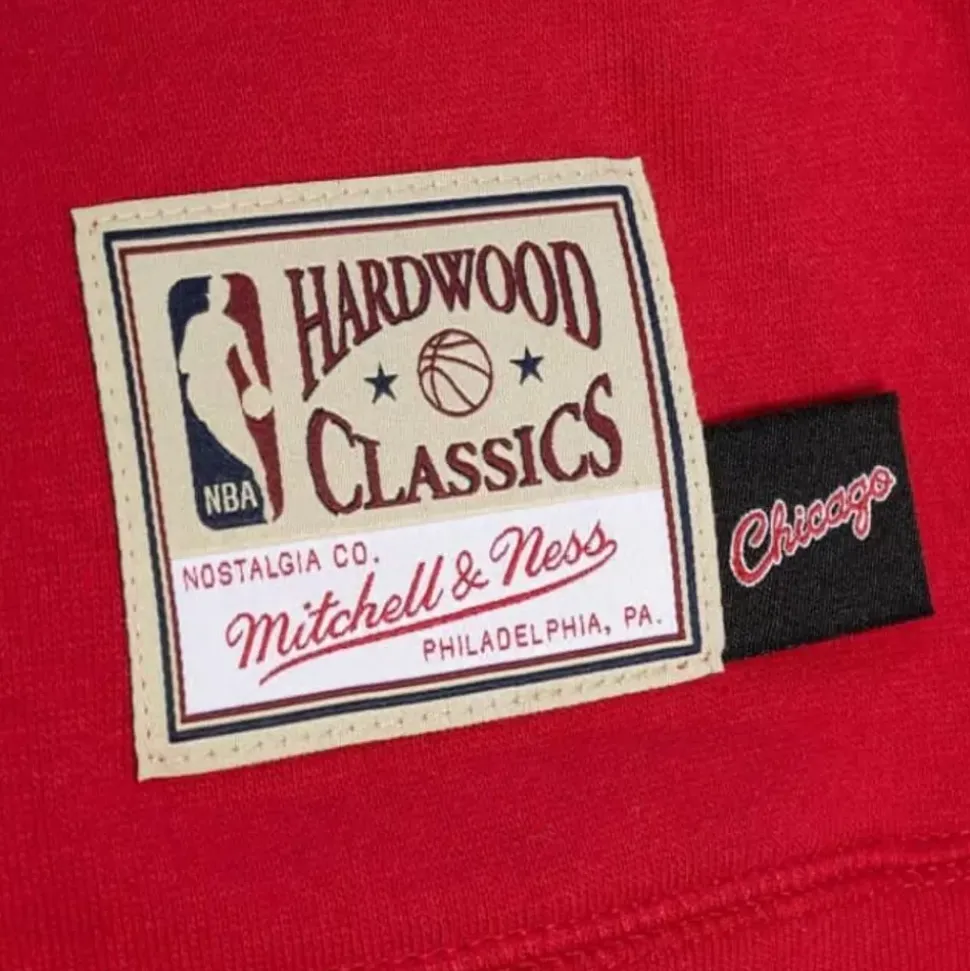 HARDWOOD
CLASSICS
NBA
NOSTALGIA CO.
Mitchell & Ness
PHILADELPHIA, PA.
Chicago